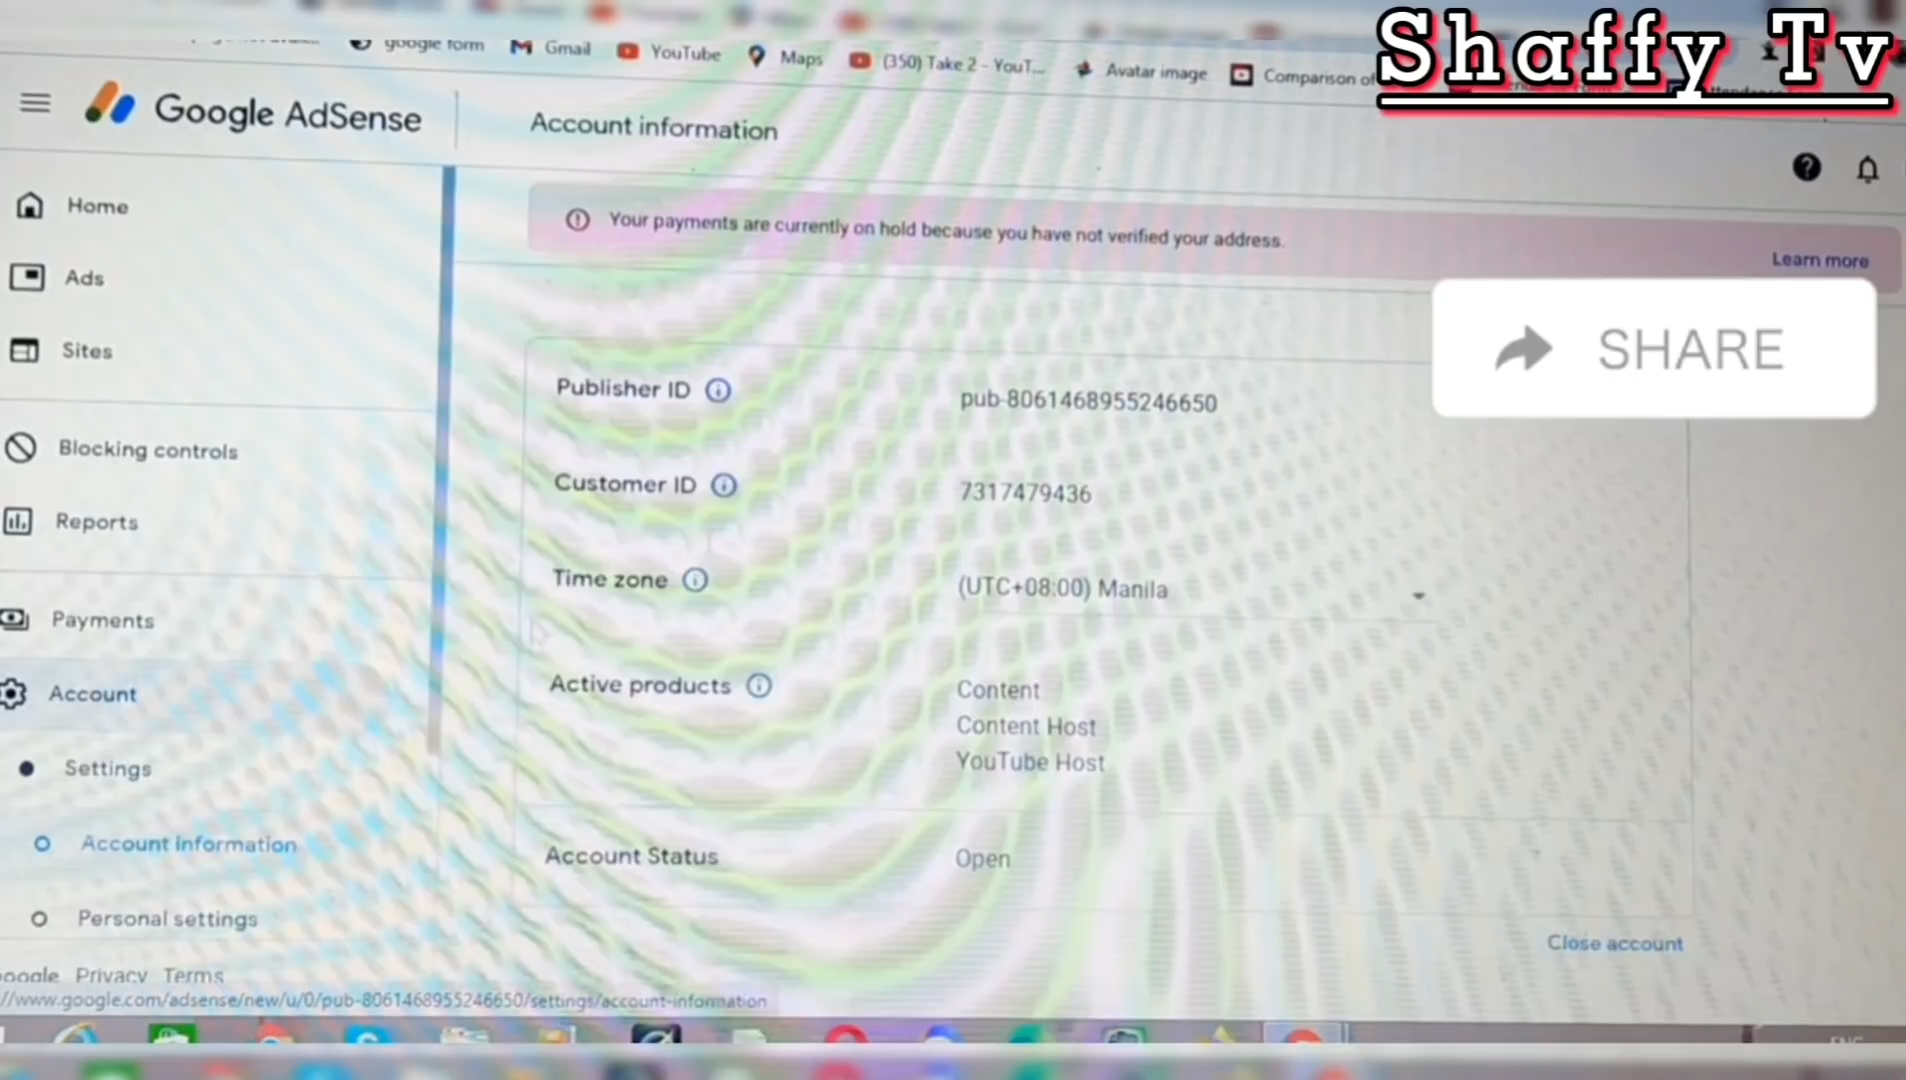 Shaffy Tv
google form Gmail YouTube Maps (350) Take 2 - YouT... Avatar image Comparison of
Google AdSense Account information
Home
Your payments are currently on hold because you have not verified your address.
Learn more
Ads
SHARE
Sites
Publisher ID pub-8061468955246650
Blocking controls
Customer ID 7317479436
Reports
Time zone (UTC+08:00) Manila
Payments
Active products Content
Content Host
YouTube Host
Account
Settings
Account information
Account Status Open
Personal settings
Close account
Privacy Terms
//www.google.com/adsense/new/u/0/pub-8061468955246650/settings/account-information